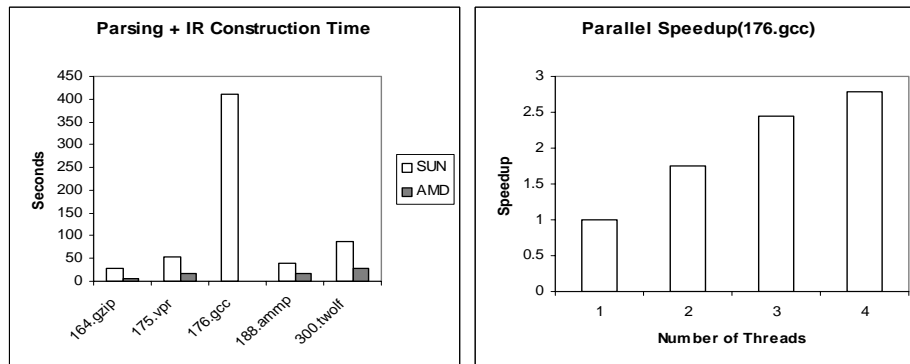 Parsing + IR Construction Time
450
400
350
300
250
200
150
100
50
0
Seconds
164.gzip
175.vpr
176.gcc
188.ammp
300.twolf
SUN
AMD
Parallel Speedup(176.gcc)
3
2.5
2
1.5
1
0.5
0
Speedup
1 2 3 4
Number of Threads